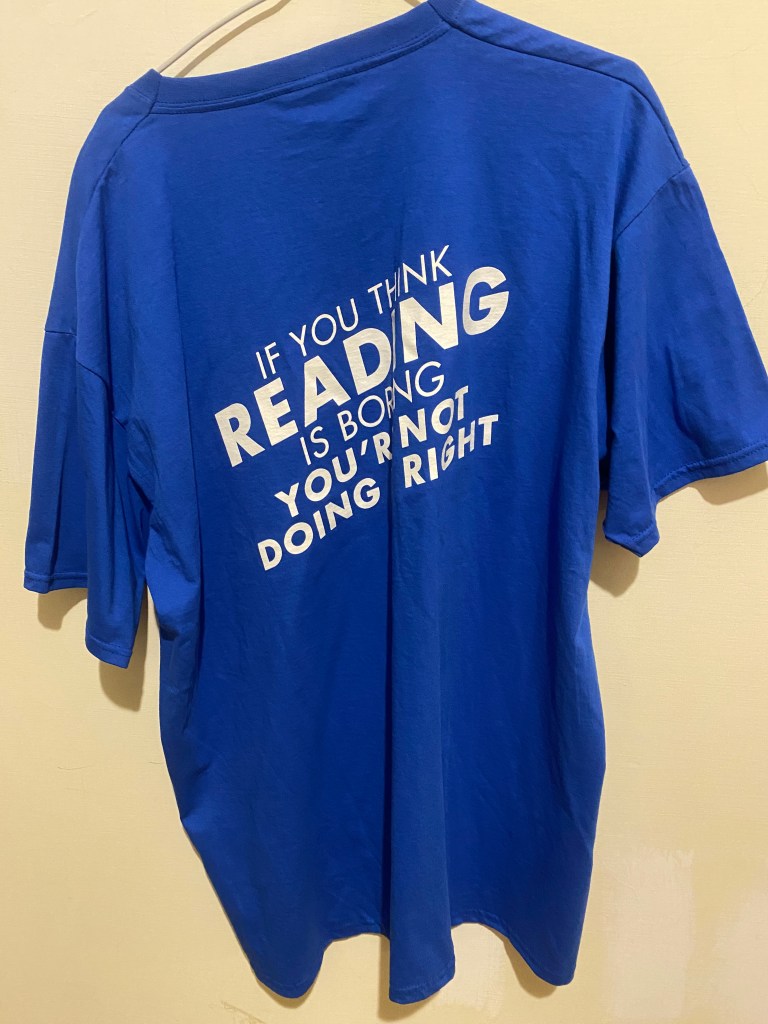 IF YOU THINK
READING
IS BORING
YOU'R NOT
DOING RIGHT